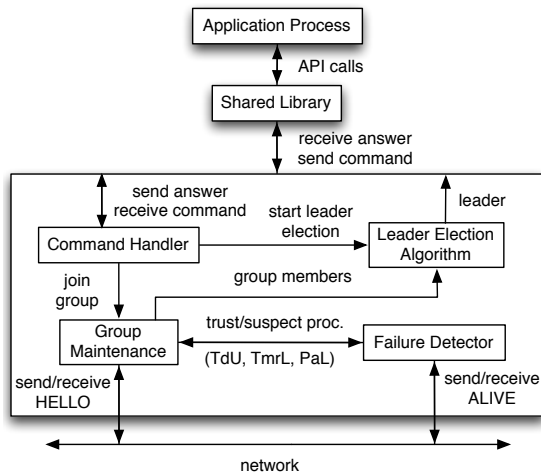 Application Process
API calls
Shared Library
receive answer
send command
send answer
receive command
leader
start leader
election
Command Handler
Leader Election
Algorithm
join
group
group members
Group
Maintenance
trust/suspect proc.
(TdU, TmrL, PaL)
Failure Detector
send/receive
HELLO
send/receive
ALIVE
network